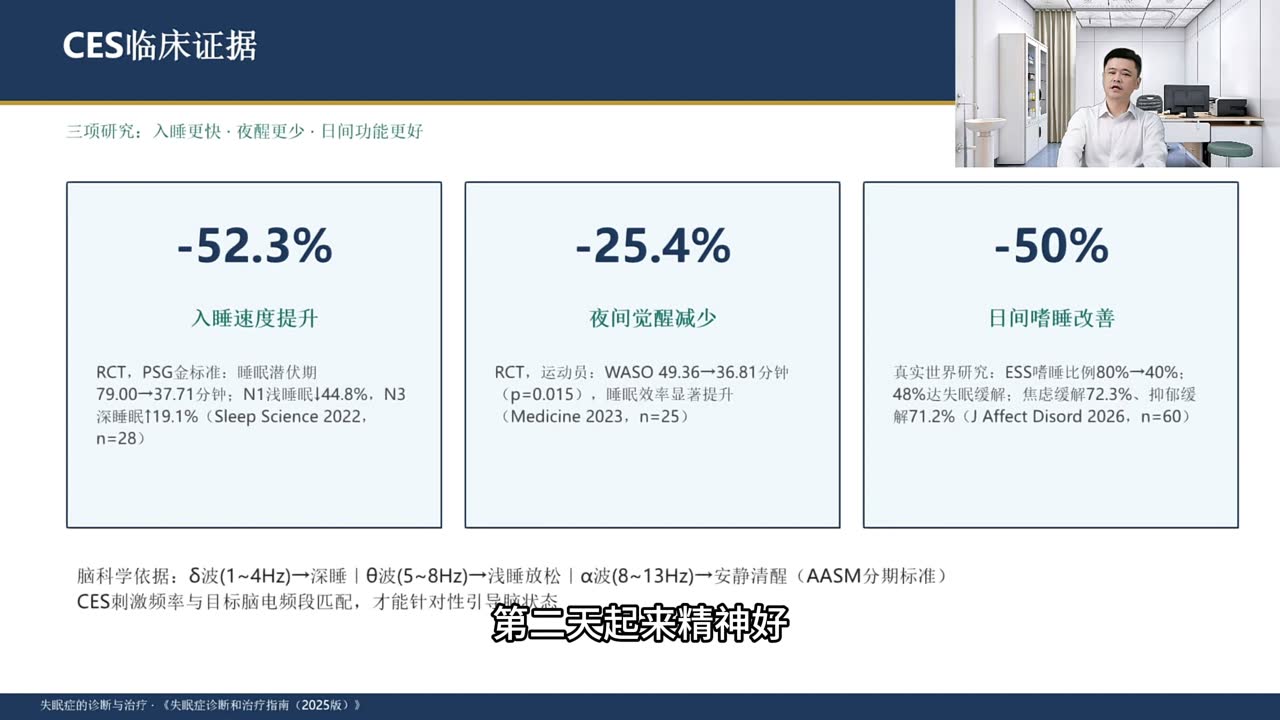 CES临床证据
三项研究：入睡更快 · 夜醒更少 · 日间功能更好
-52.3%
入睡速度提升
RCT，PSG金标准：睡眠潜伏期
79.00→37.71分钟；N1浅睡眠↓44.8%，N3
深睡眠↑19.1%（Sleep Science 2022，
n=28）
-25.4%
夜间觉醒减少
RCT，运动员：WASO 49.36→36.81分钟
（p=0.015），睡眠效率显著提升
（Medicine 2023，n=25）
-50%
日间嗜睡改善
真实世界研究：ESS嗜睡比例80%→40%；
48%达失眠缓解；焦虑缓解72.3%、抑郁缓
解71.2%（J Affect Disord 2026，n=60）
脑科学依据：δ波(1~4Hz)→深睡 | θ波(5~8Hz)→浅睡放松 | α波(8~13Hz)→安静清醒（AASM分期标准）
CES刺激频率与目标脑电频段匹配，才能针对性引导脑状态
第二天起来精神好
失眠症的诊断与治疗 ·《失眠症诊断和治疗指南（2025版）》